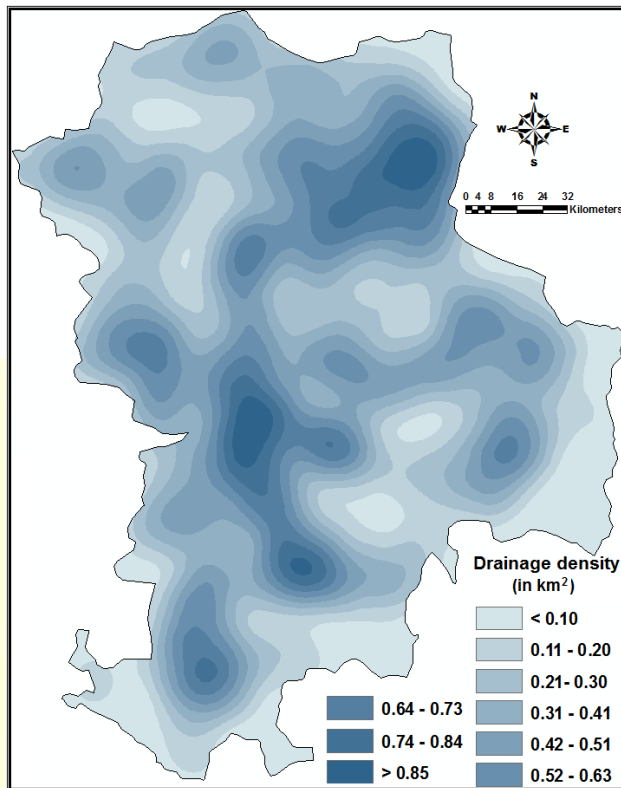 N
W E
S
0 4 8 16 24 32
Kilometers
Drainage density
(in km²)
< 0.10
0.11 - 0.20
0.21- 0.30
0.31 - 0.41
0.42 - 0.51
0.52 - 0.63
0.64 - 0.73
0.74 - 0.84
> 0.85